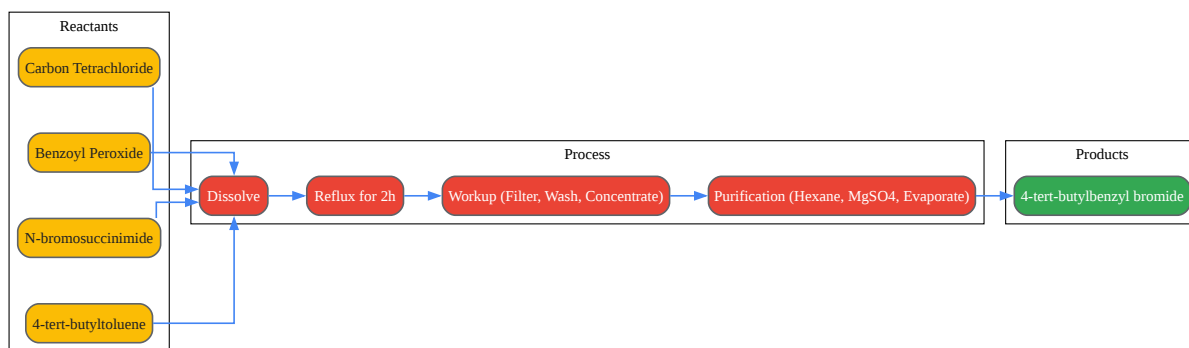 Reactants
Carbon Tetrachloride
Benzoyl Peroxide
N-bromosuccinimide
4-tert-butyltoluene
Process
Dissolve
Reflux for 2h
Workup (Filter, Wash, Concentrate)
Purification (Hexane, MgSO4, Evaporate)
Products
4-tert-butylbenzyl bromide